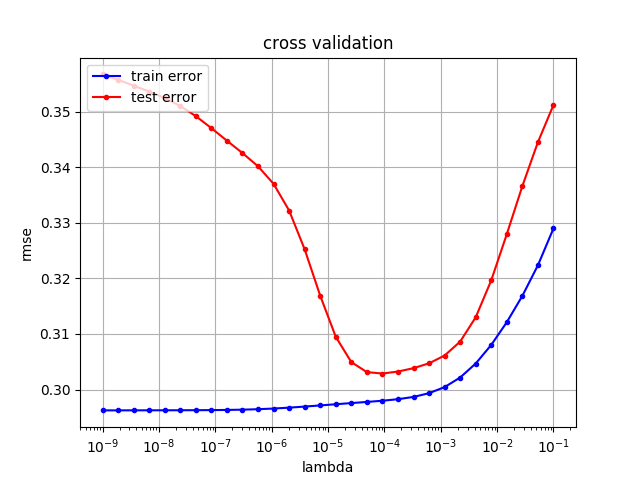 cross validation
train error
test error
rmse
0.35
0.34
0.33
0.32
0.31
0.30
10⁻⁹ 10⁻⁸ 10⁻⁷ 10⁻⁶ 10⁻⁵ 10⁻⁴ 10⁻³ 10⁻² 10⁻¹
lambda